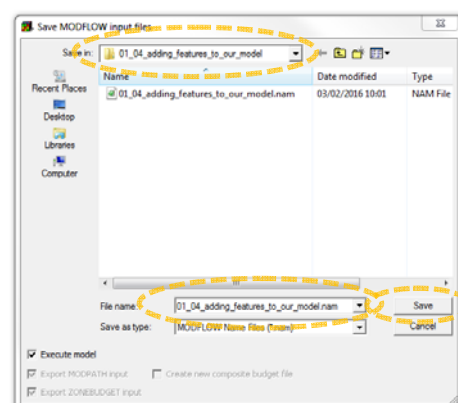 Save MODFLOW input files
Save in:
01_04_adding_features_to_our_model
Name
Date modified
Type
01_04_adding_features_to_our_model.nam
03/02/2016 10:01
NAM File
Recent Places
Desktop
Libraries
Computer
File name:
01_04_adding_features_to_our_model.nam
Save
Save as type:
MODFLOW Name Files (*.nam)
Cancel
Execute model
Export MODPATH input
Create new composite budget file
Export ZONEBUDGET input